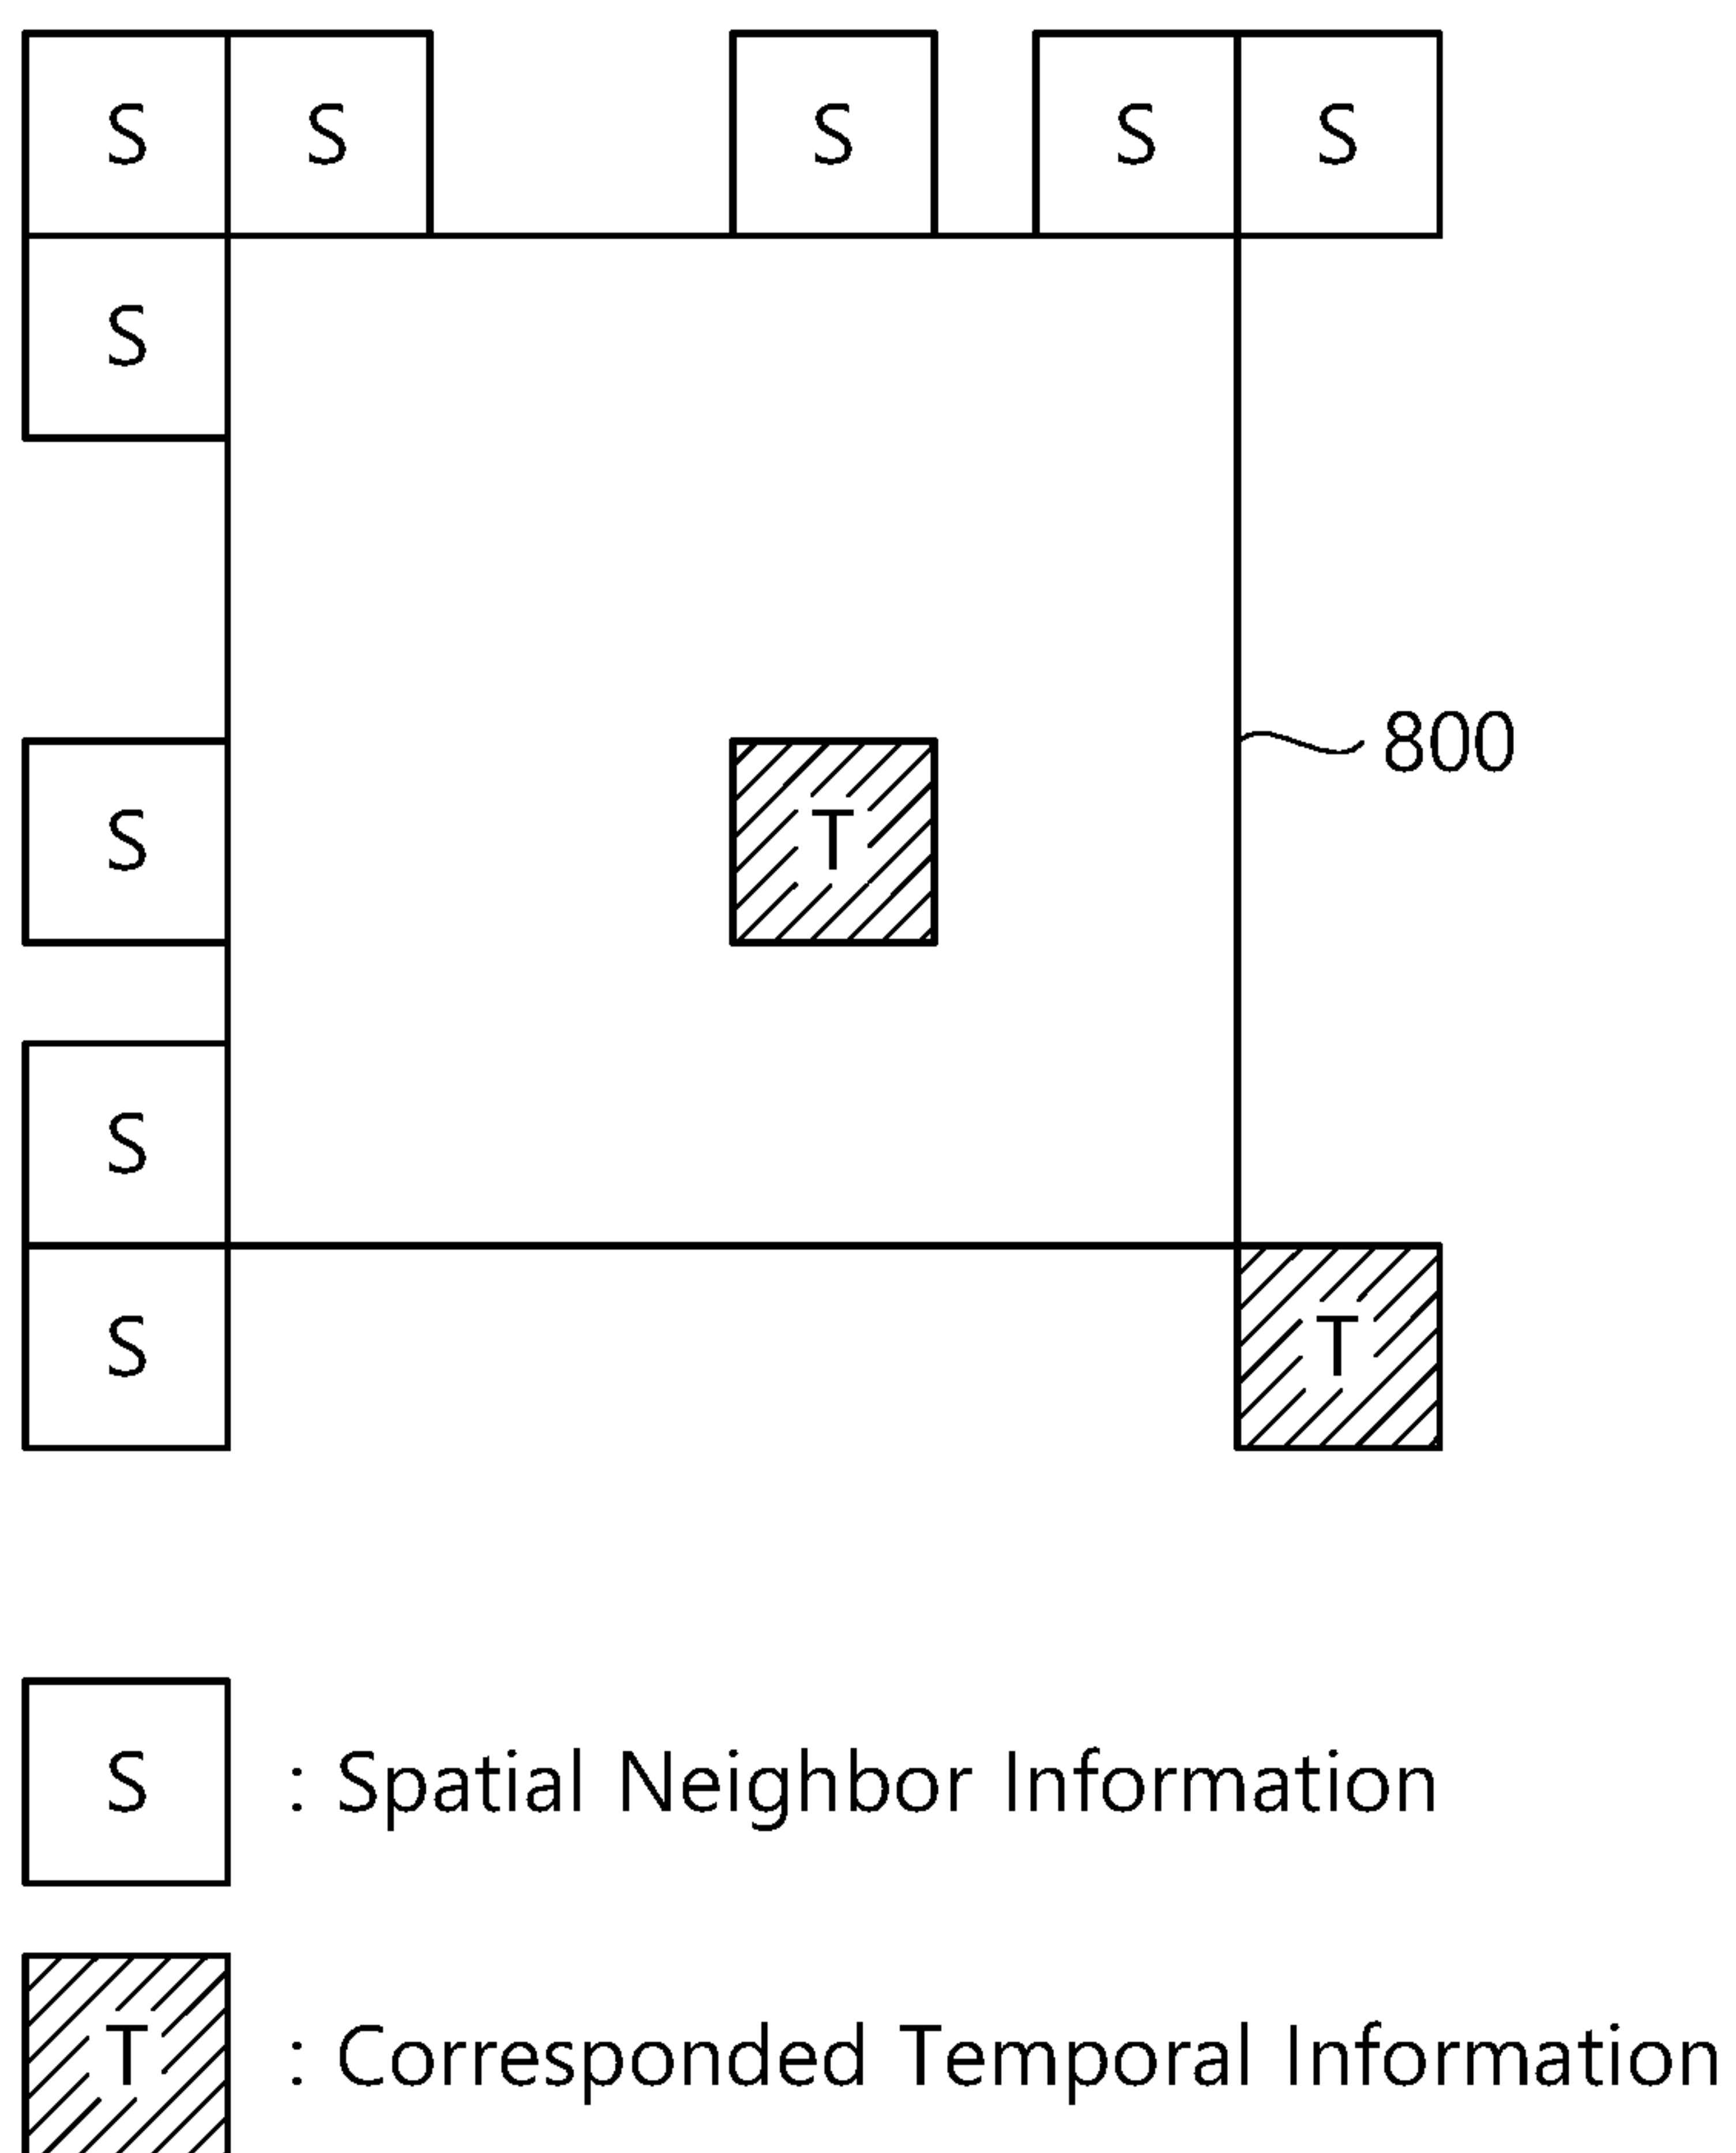 S S S S S
S
S T 800
S
S T
S : Spatial Neighbor Information
T : Corresponded Temporal Information